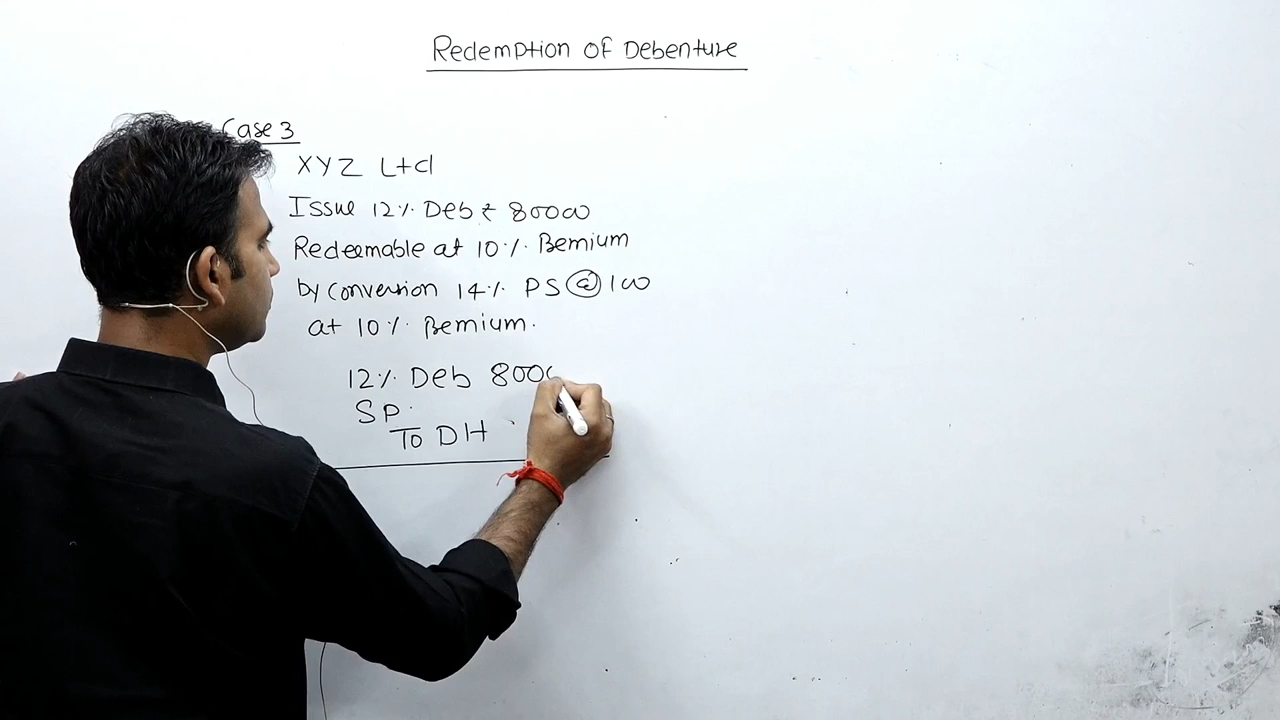 Redemption of Debenture
Case 3
XYZ Ltd
Issue 12% Deb ₹ 80000
Redeemable at 10% Premium
by conversion 14% PS @ 100
at 10% Premium.
12% Deb 8000
SP.
To DH